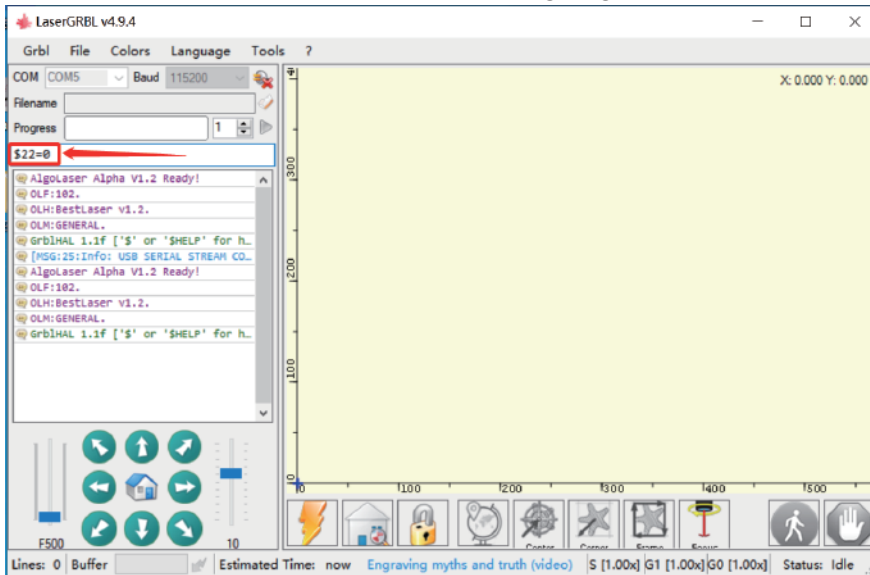 LaserGRBL v4.9.4
Grbl File Colors Language Tools ?
COM COM5 Baud 115200
Filename
Progress 1
$22=0
AlgoLaser Alpha V1.2 Ready!
OLF:102.
OLH:BestLaser v1.2.
OLM:GENERAL.
GrblHAL 1.1f ['$' or '$HELP' for h…
[MSG:25:Info: USB SERIAL STREAM CO…
AlgoLaser Alpha V1.2 Ready!
OLF:102.
OLH:BestLaser v1.2.
OLM:GENERAL.
GrblHAL 1.1f ['$' or '$HELP' for h…
F500
10
X: 0.000 Y: 0.000
300
200
100
0
0 100 200 300 400 500
Center Corner Frame Focus
Lines: 0 Buffer Estimated Time: now Engraving myths and truth (video) S [1.00x] G1 [1.00x] G0 [1.00x] Status: Idle